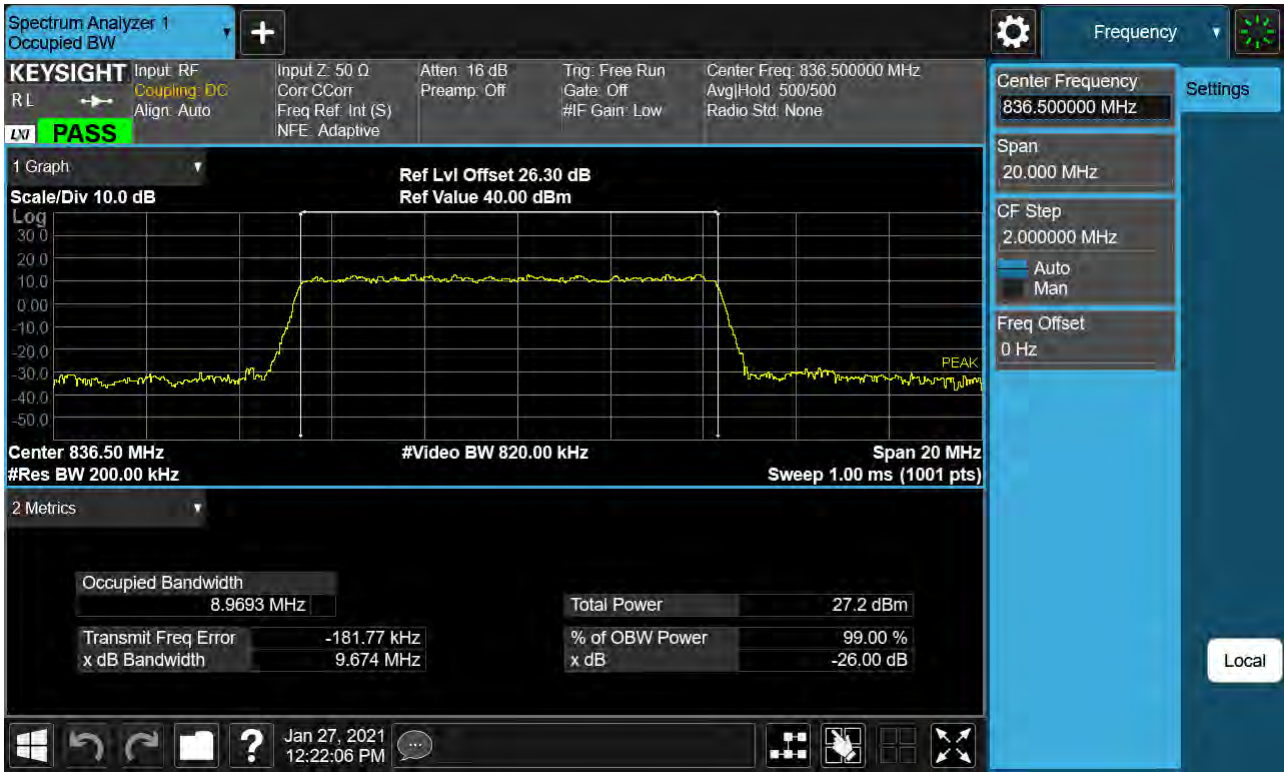 Spectrum Analyzer 1
Occupied BW
+
Frequency
KEYSIGHT
RL
LXI PASS
Input: RF
Coupling: DC
Align: Auto
Input Z: 50 Ω
Corr CCorr
Freq Ref: Int (S)
NFE: Adaptive
Atten: 16 dB
Preamp: Off
Trig: Free Run
Gate: Off
#IF Gain: Low
Center Freq: 836.500000 MHz
Avg|Hold: 500/500
Radio Std: None
Center Frequency
836.500000 MHz
Settings
Span
20.000 MHz
CF Step
2.000000 MHz
Auto
Man
Freq Offset
0 Hz
1 Graph
Scale/Div 10.0 dB
Ref Lvl Offset 26.30 dB
Ref Value 40.00 dBm
Log
30.0
20.0
10.0
0.00
-10.0
-20.0
-30.0
-40.0
-50.0
PEAK
Center 836.50 MHz
#Video BW 820.00 kHz
Span 20 MHz
#Res BW 200.00 kHz
Sweep 1.00 ms (1001 pts)
2 Metrics
Occupied Bandwidth
8.9693 MHz
Total Power 27.2 dBm
Transmit Freq Error -181.77 kHz
% of OBW Power 99.00 %
x dB Bandwidth 9.674 MHz
x dB -26.00 dB
Local
?
Jan 27, 2021
12:22:06 PM